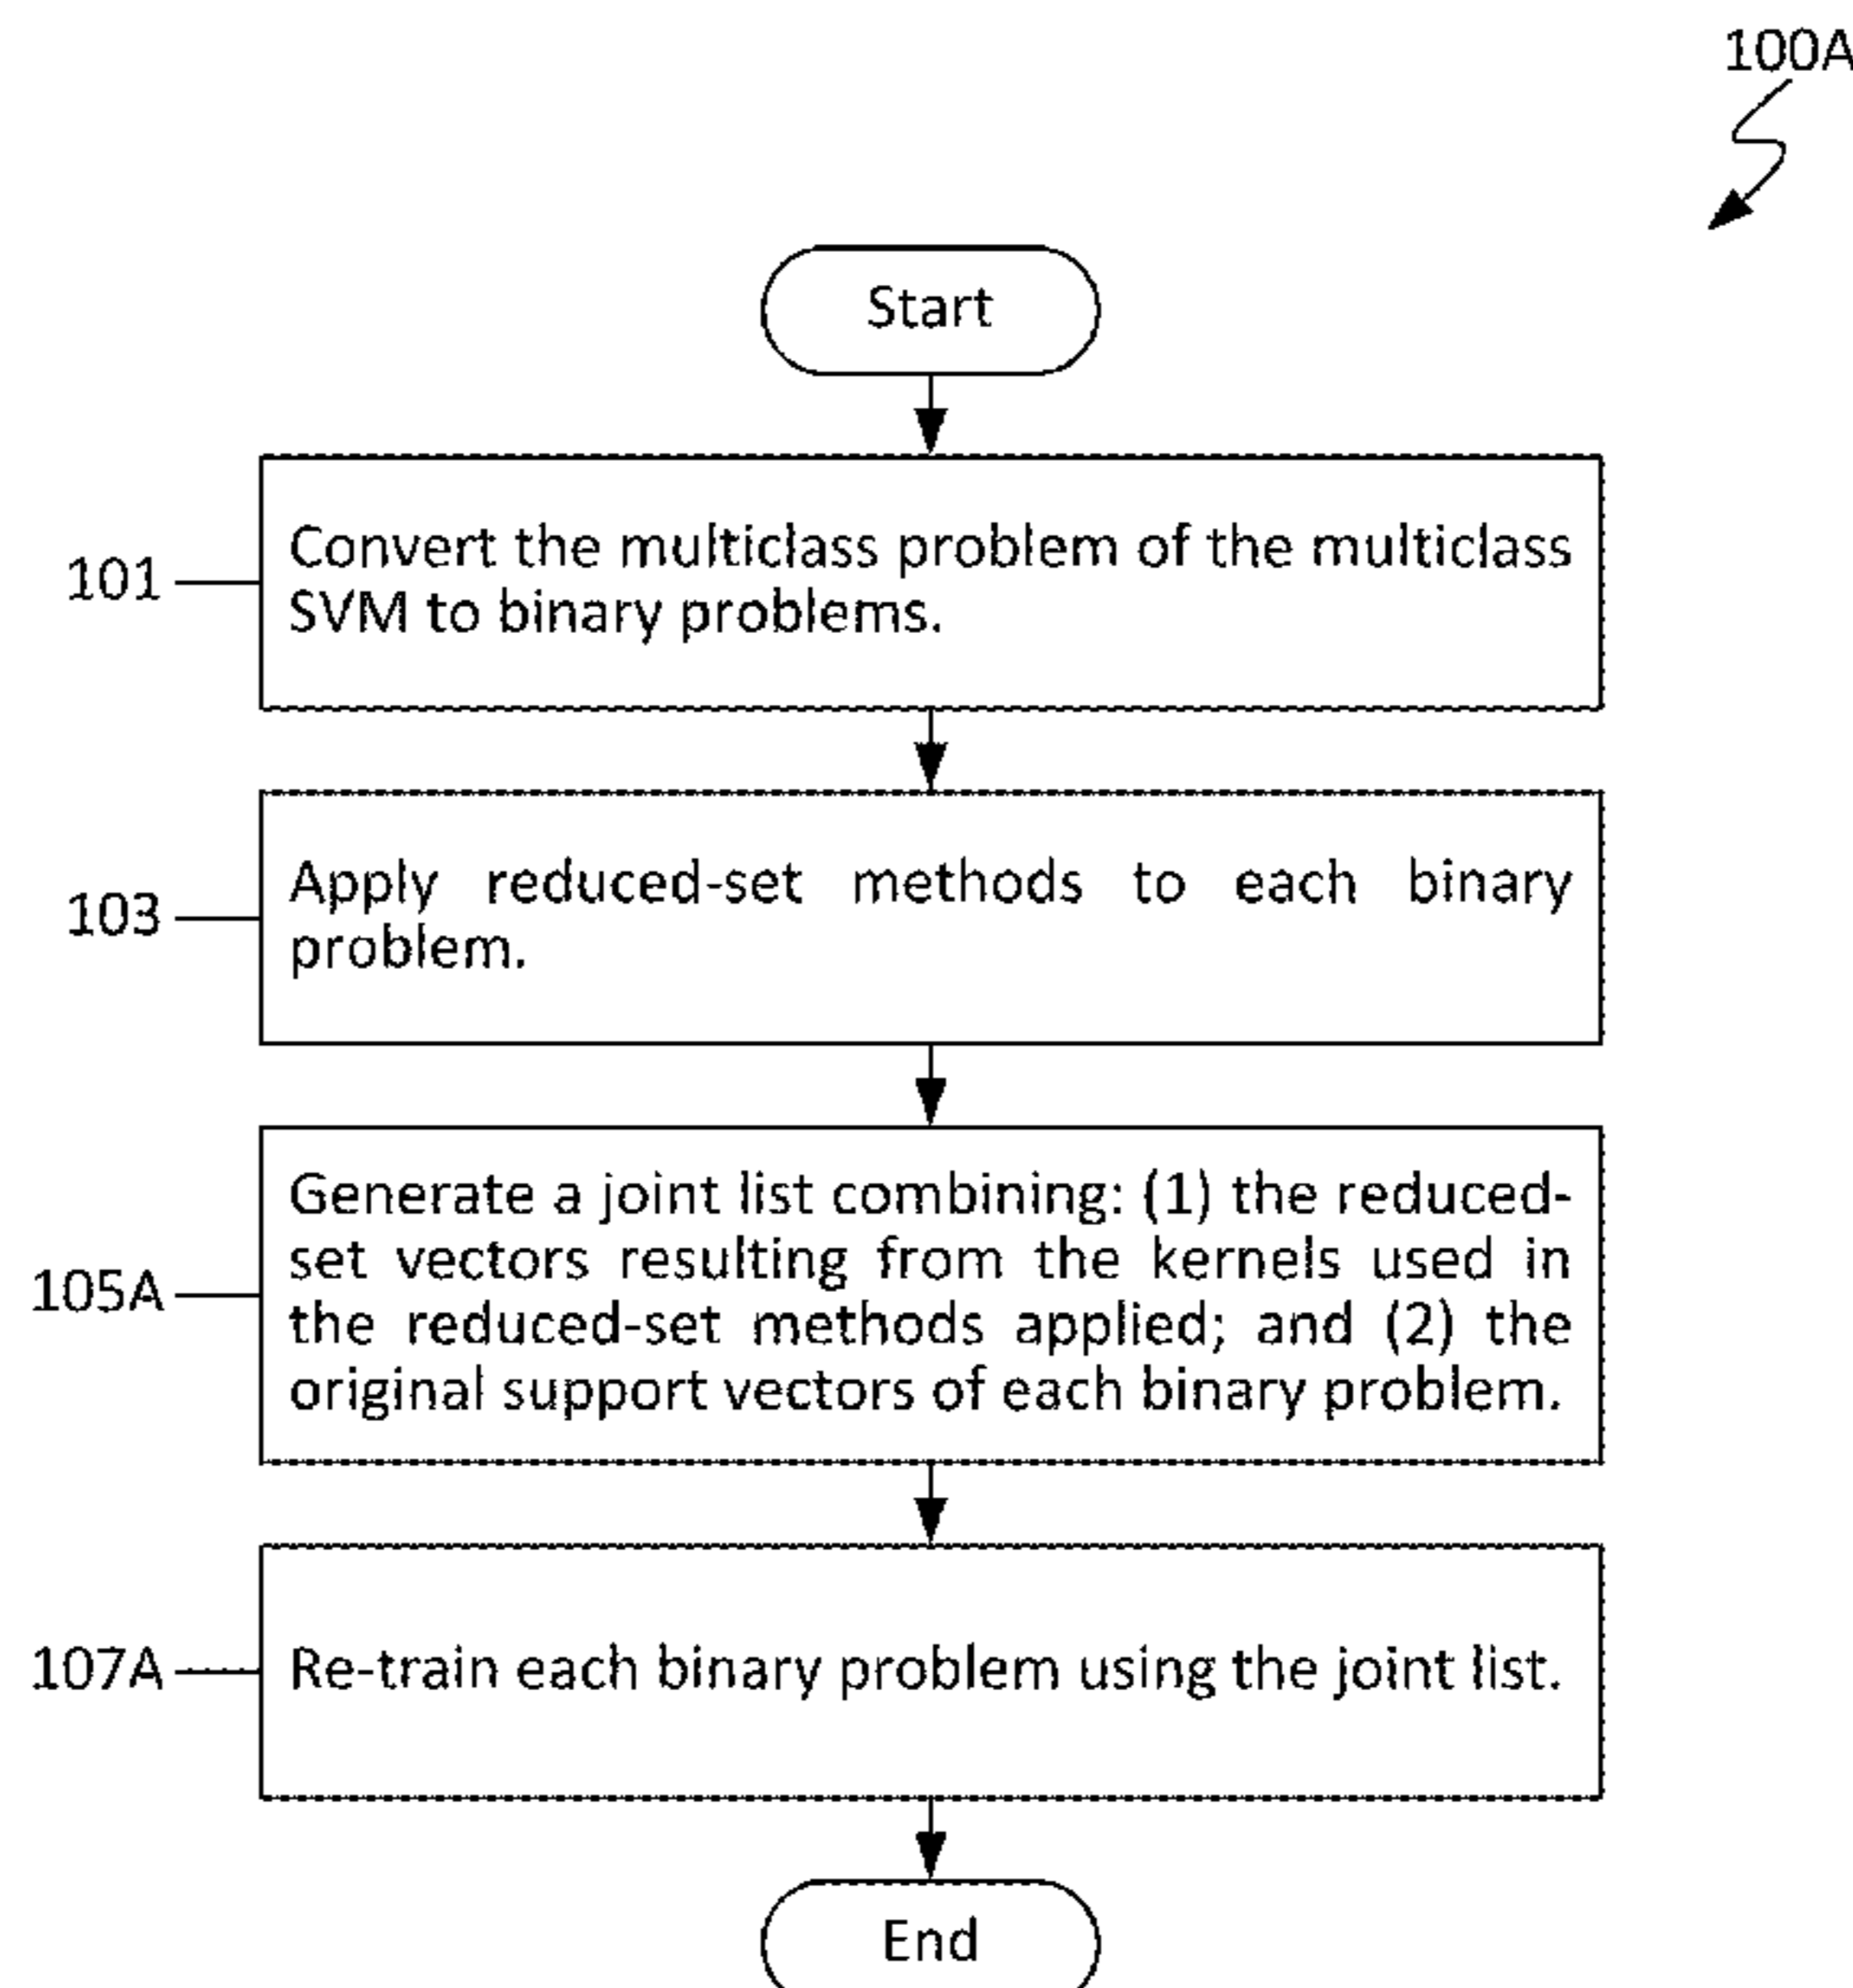 100A
Start
101
Convert the multiclass problem of the multiclass
SVM to binary problems.
103
Apply reduced-set methods to each binary
problem.
105A
Generate a joint list combining: (1) the reduced-
set vectors resulting from the kernels used in
the reduced-set methods applied; and (2) the
original support vectors of each binary problem.
107A
Re-train each binary problem using the joint list.
End